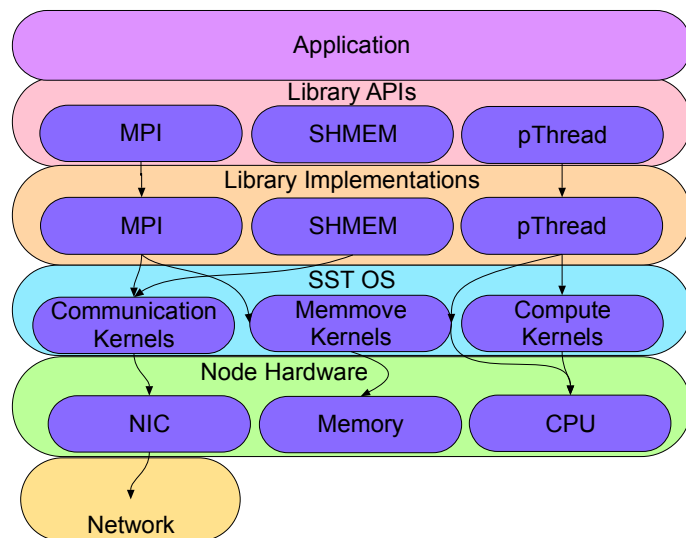 Application
Library APIs
MPI
SHMEM
pThread
Library Implementations
MPI
SHMEM
pThread
SST OS
Communication
Kernels
Memmove
Kernels
Compute
Kernels
Node Hardware
NIC
Memory
CPU
Network